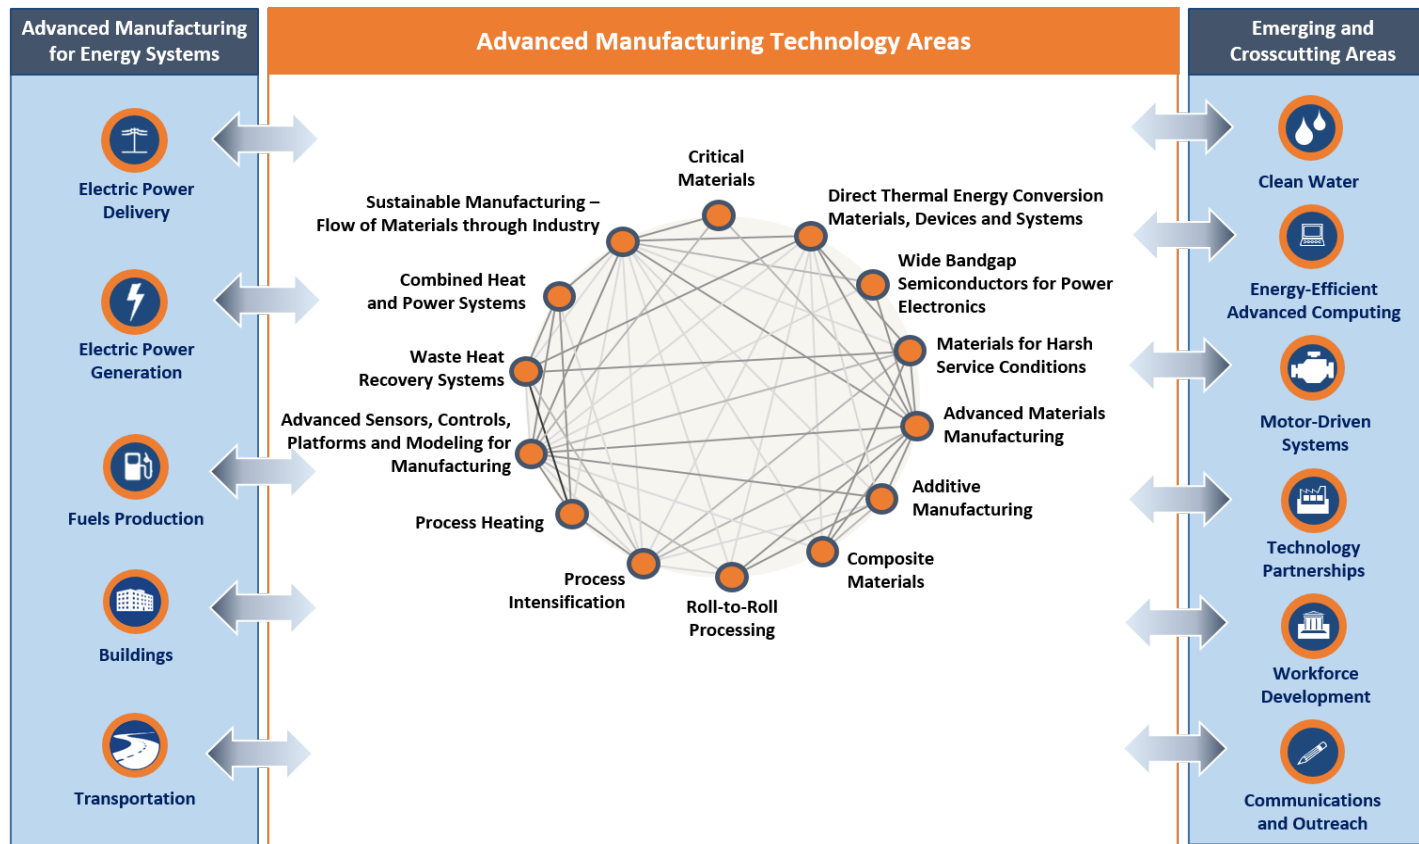 Advanced Manufacturing
for Energy Systems
Electric Power
Delivery
Electric Power
Generation
Fuels Production
Buildings
Transportation
Advanced Manufacturing Technology Areas
Critical
Materials
Sustainable Manufacturing –
Flow of Materials through Industry
Direct Thermal Energy Conversion
Materials, Devices and Systems
Combined Heat
and Power Systems
Wide Bandgap
Semiconductors for Power
Electronics
Waste Heat
Recovery Systems
Materials for Harsh
Service Conditions
Advanced Sensors, Controls,
Platforms and Modeling for
Manufacturing
Advanced Materials
Manufacturing
Process Heating
Additive
Manufacturing
Process
Intensification
Composite
Materials
Roll-to-Roll
Processing
Emerging and
Crosscutting Areas
Clean Water
Energy-Efficient
Advanced Computing
Motor-Driven
Systems
Technology
Partnerships
Workforce
Development
Communications
and Outreach